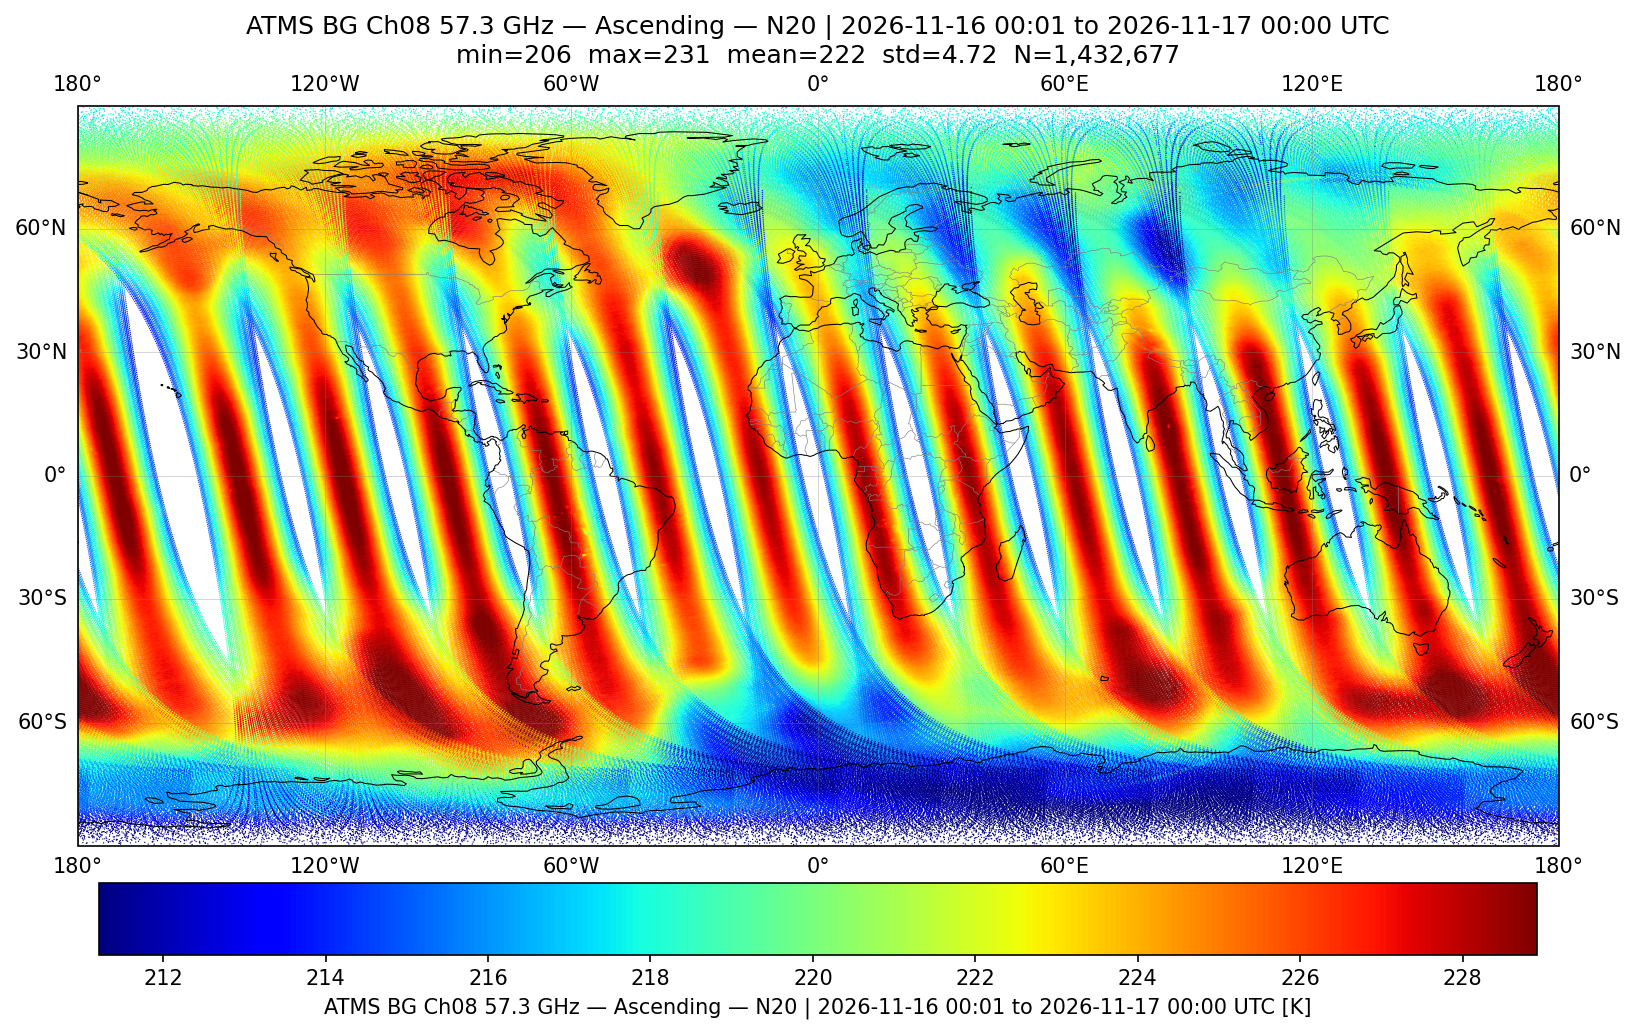 ATMS BG Ch08 57.3 GHz — Ascending — N20 | 2026-11-16 00:01 to 2026-11-17 00:00 UTC
min=206 max=231 mean=222 std=4.72 N=1,432,677
180° 120°W 60°W 0° 60°E 120°E 180°
60°N 60°N
30°N 30°N
0° 0°
30°S 30°S
60°S 60°S
180° 120°W 60°W 0° 60°E 120°E 180°
212 214 216 218 220 222 224 226 228
ATMS BG Ch08 57.3 GHz — Ascending — N20 | 2026-11-16 00:01 to 2026-11-17 00:00 UTC [K]